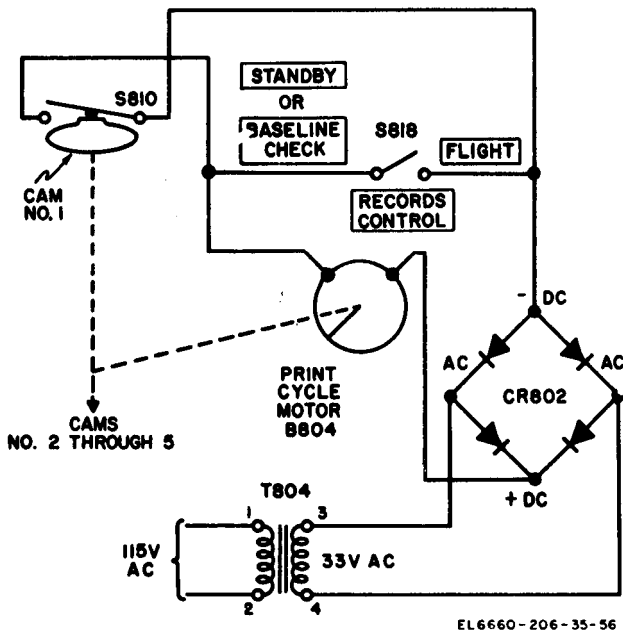 S810
CAM
NO. 1
STANDBY
OR
BASELINE
CHECK
S818
FLIGHT
RECORDS
CONTROL
- DC
AC
AC
CR802
+ DC
PRINT
CYCLE
MOTOR
B804
CAMS
NO. 2 THROUGH 5
T804
1
3
115V
AC
33V AC
2
4
EL6660-206-35-56